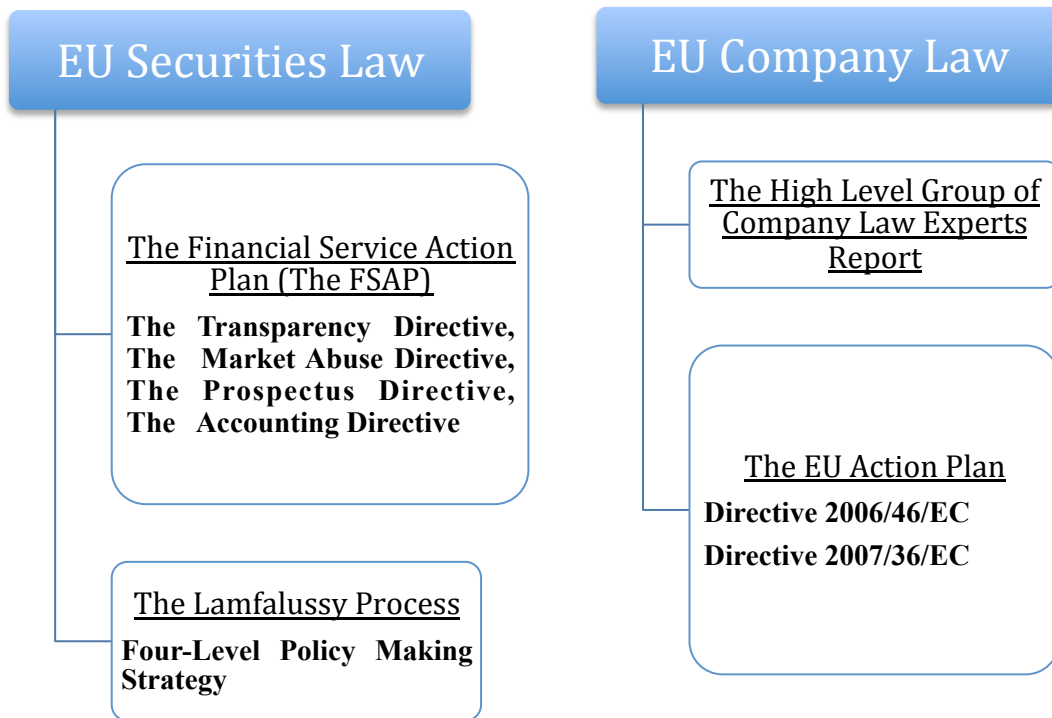 EU Securities Law
The Financial Service Action
Plan (The FSAP)
The Transparency Directive,
The Market Abuse Directive,
The Prospectus Directive,
The Accounting Directive
The Lamfalussy Process
Four-Level Policy Making
Strategy
EU Company Law
The High Level Group of
Company Law Experts
Report
The EU Action Plan
Directive 2006/46/EC
Directive 2007/36/EC